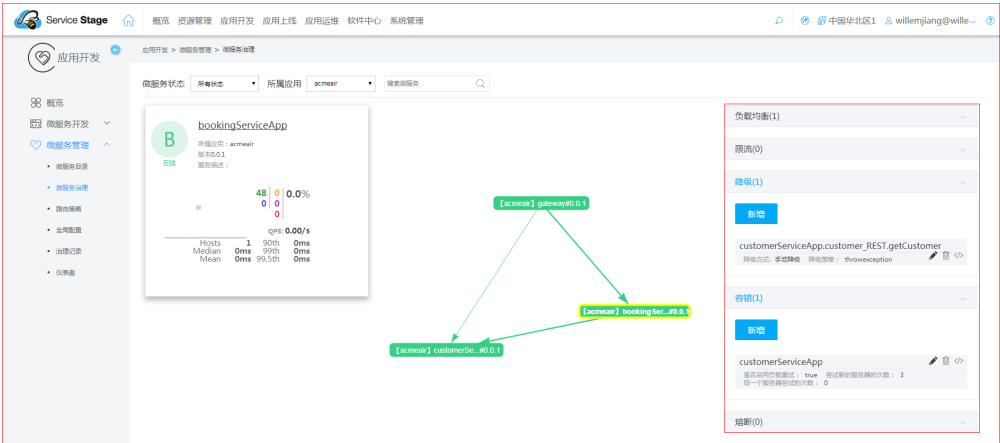 Service Stage 概览 资源管理 应用开发 应用上线 应用运维 软件中心 系统管理 中国华北区1 willemjiang@wille...
应用开发
应用开发 > 微服务管理 > 微服务治理
概览
微服务开发
微服务管理
微服务目录
微服务治理
路由策略
全局配置
治理记录
仪表盘
微服务状态 所有状态 所属应用 acmeair 搜索微服务
B
在线
bookingServiceApp
所属应用：acmeair
版本0.0.1
服务描述：
48 0 0.0%
0 0
0
QPS: 0.00/s
Hosts 1 90th 0ms
Median 0ms 99th 0ms
Mean 0ms 99.5th 0ms
【acmeair】gateway#0.0.1
【acmeair】bookingSer...#0.0.1
【acmeair】customerSe...#0.0.1
负载均衡(1)
限流(0)
降级(1)
新增
customerServiceApp.customer_REST.getCustomer
降级方式: 手动降级 降级策略： throwexception
容错(1)
新增
customerServiceApp
是否启用负载重试： true 尝试新的服务器的次数： 3
同一个服务器尝试的次数： 0
熔断(0)